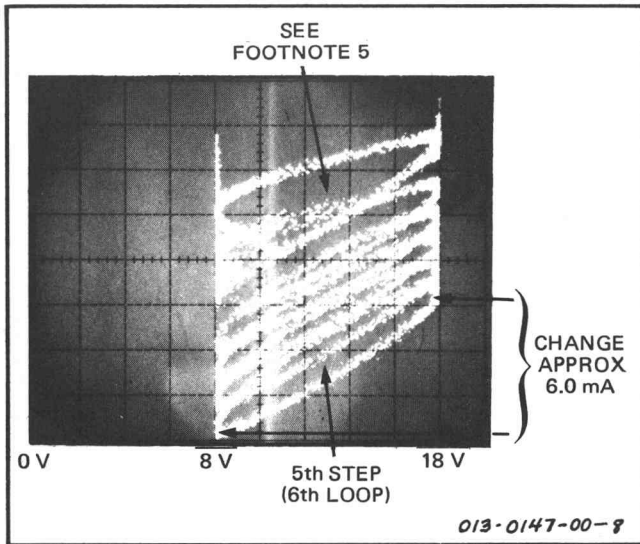 SEE
FOOTNOTE 5
CHANGE
APPROX
6.0 mA
0 V
8 V
18 V
5th STEP
(6th LOOP)
013-0147-00-8